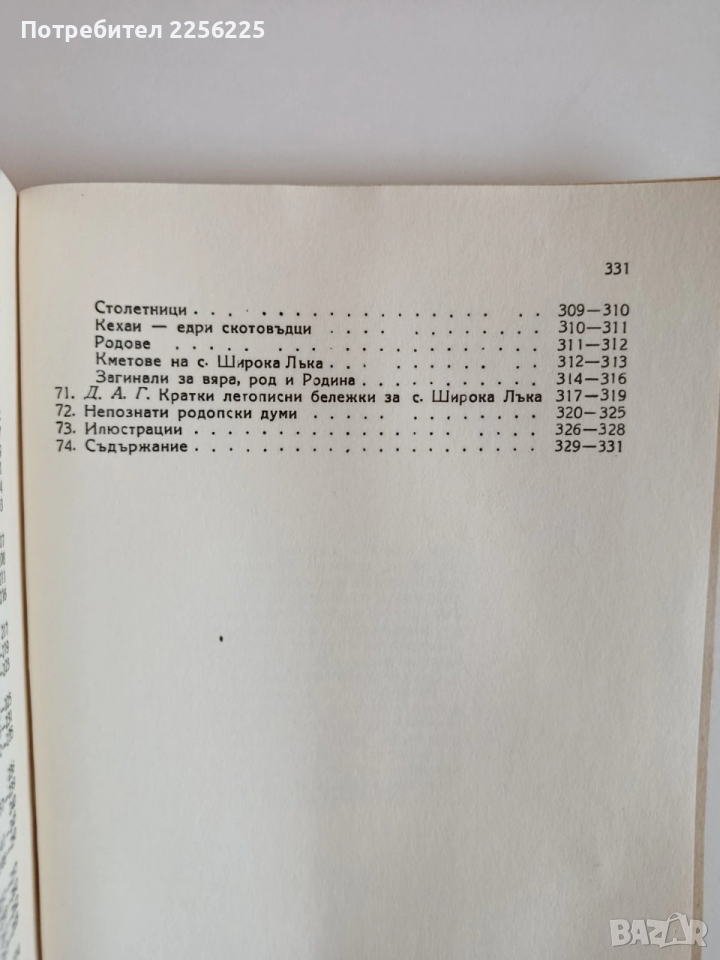 Потребител 2256225
331
Столетници . . . . . . . . . . . . . . . . . 309—310
Кехаи — едри скотовъдци . . . . . . . . . 310—311
Родове . . . . . . . . . . . . . . . . . 311—312
Кметове на с. Широка Лъка . . . . . . . . . 312—313
Загинали за вяра, род и Родина . . . . . . . . 314—316
71. Д. А. Г. Кратки летописни бележки за с. Широка Лъка 317—319
72. Непознати родопски думи . . . . . . . . . . 320—325
73. Илюстрации . . . . . . . . . . . . . . . . 326—328
74. Съдържание . . . . . . . . . . . . . . . . 329—331
BAZAR